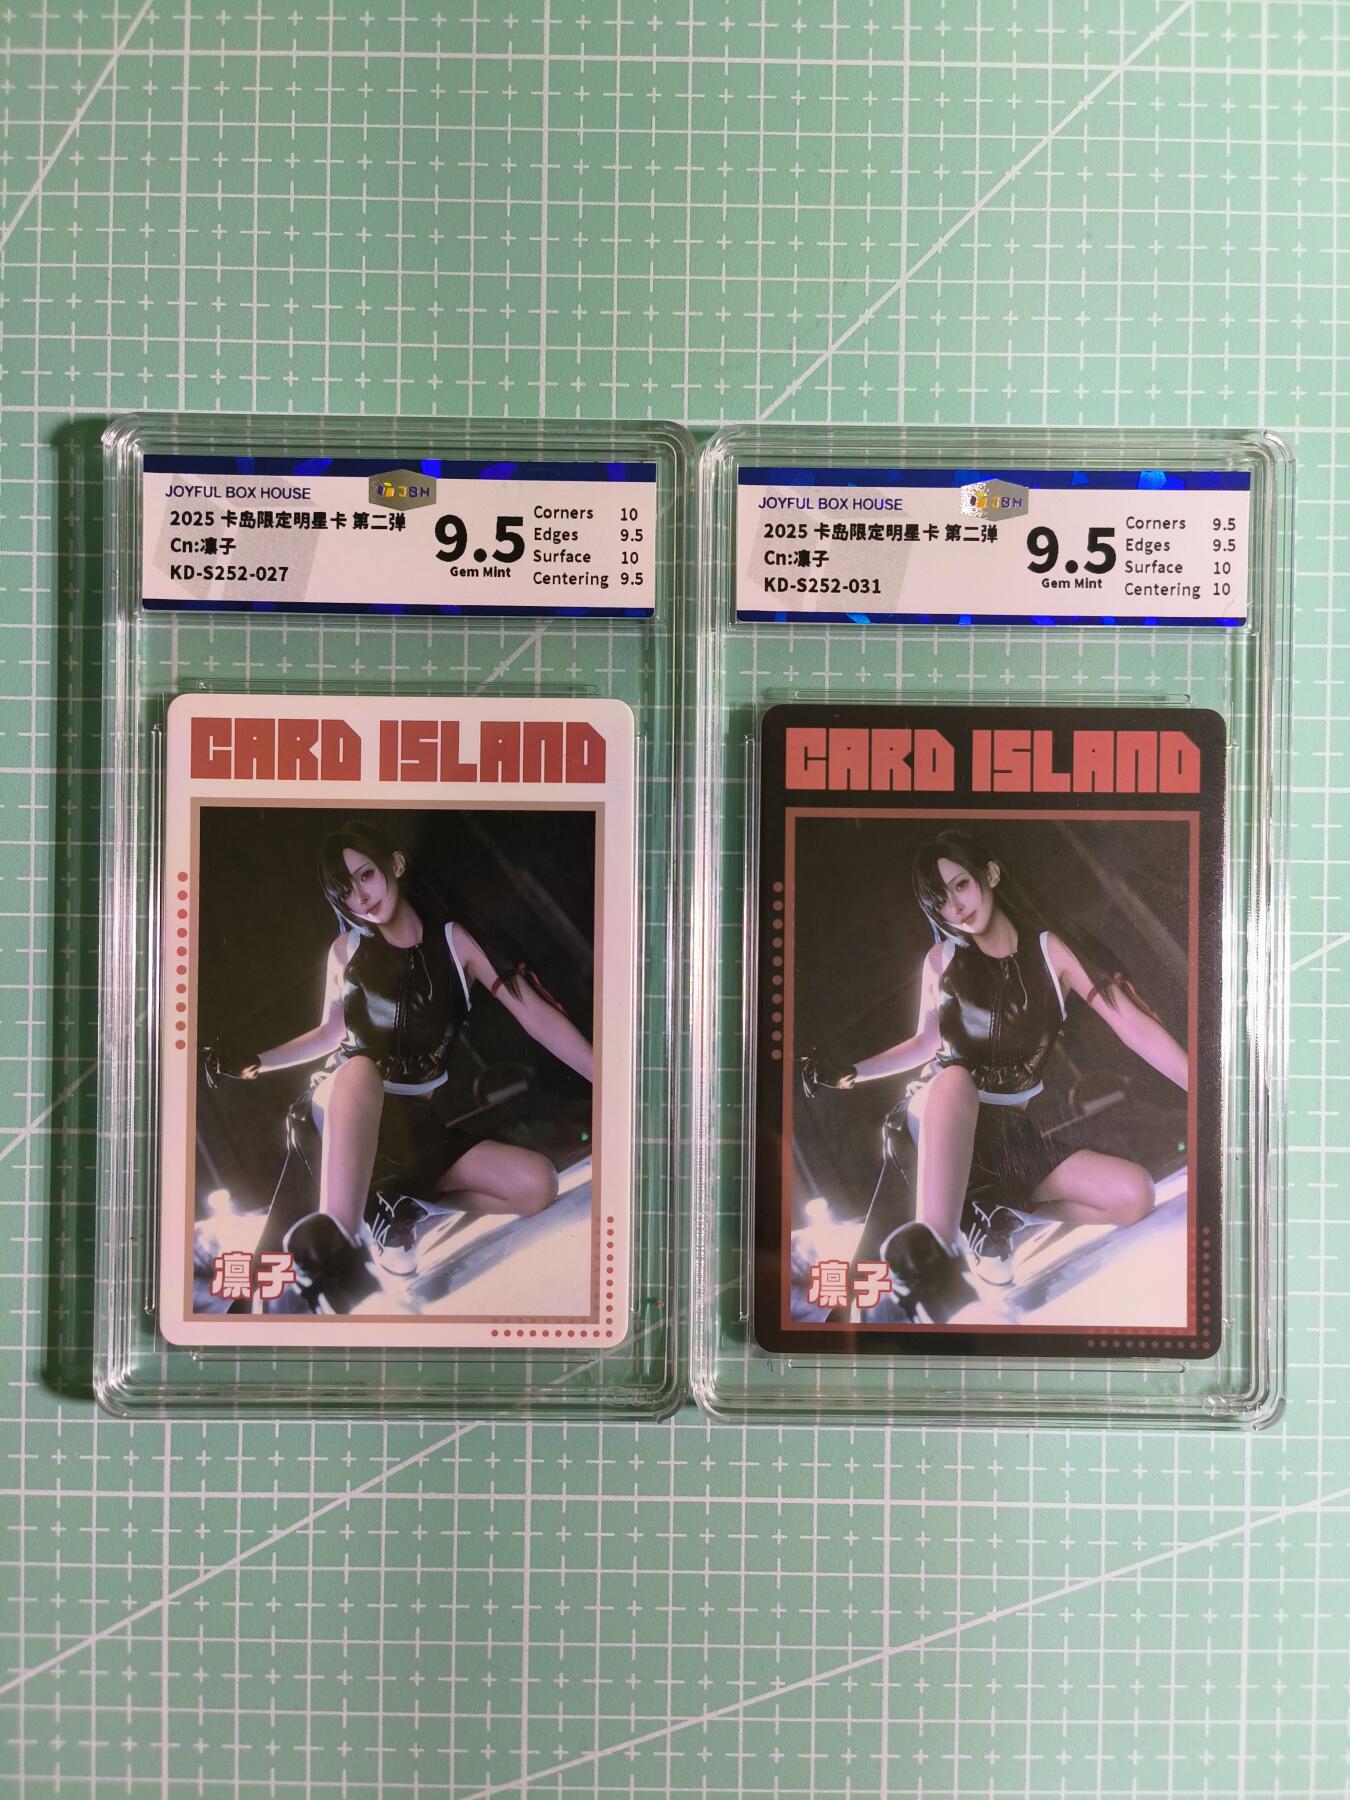 JOYFUL BOX HOUSE
JBH
2025 卡岛限定明星卡 第二弹
Cn:凛子
KD-S252-027
9.5
Gem Mint
Corners 10
Edges 9.5
Surface 10
Centering 9.5
CARD ISLAND
凛子
JOYFUL BOX HOUSE
JBH
2025 卡岛限定明星卡 第二弹
Cn:凛子
KD-S252-031
9.5
Gem Mint
Corners 9.5
Edges 9.5
Surface 10
Centering 10
CARD ISLAND
凛子